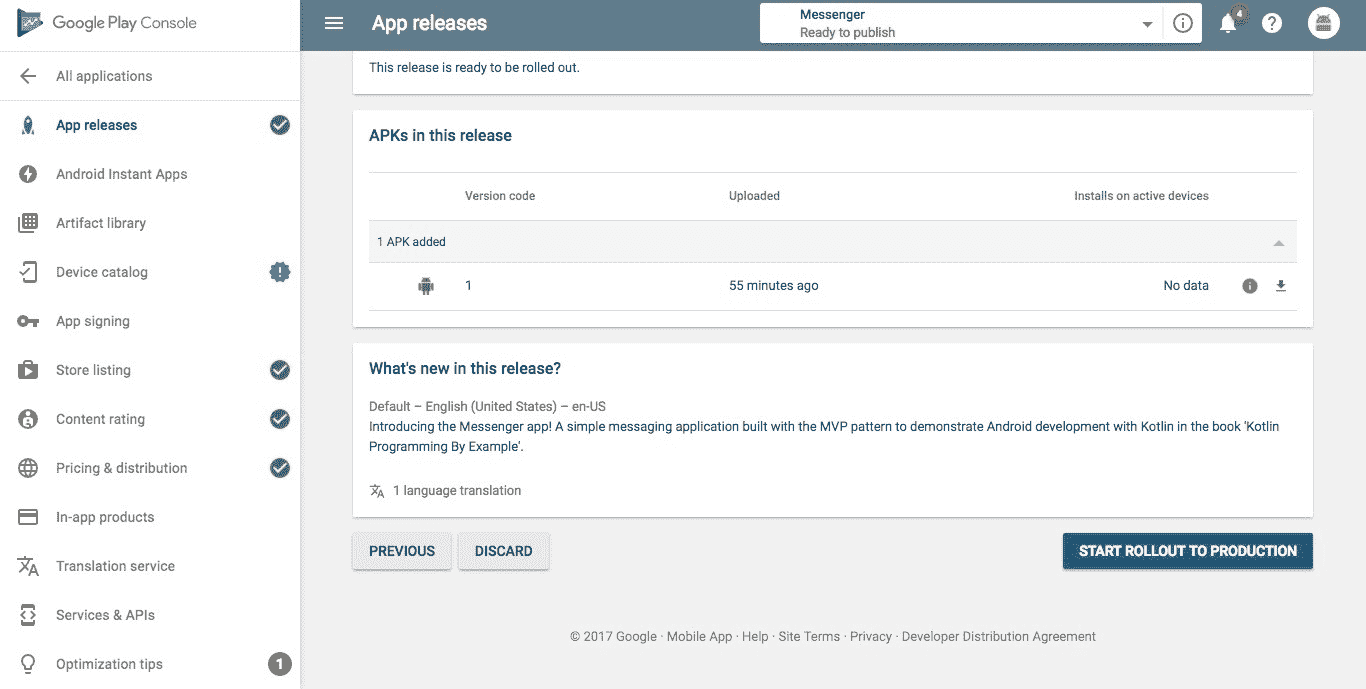 Google Play Console
App releases
Messenger
Ready to publish
4
All applications
App releases
Android Instant Apps
Artifact library
Device catalog
App signing
Store listing
Content rating
Pricing & distribution
In-app products
Translation service
Services & APIs
Optimization tips
1
This release is ready to be rolled out.
APKs in this release
Version code Uploaded Installs on active devices
1 APK added
1 55 minutes ago No data
What's new in this release?
Default – English (United States) – en-US
Introducing the Messenger app! A simple messaging application built with the MVP pattern to demonstrate Android development with Kotlin in the book 'Kotlin
Programming By Example'.
1 language translation
PREVIOUS DISCARD START ROLLOUT TO PRODUCTION
© 2017 Google · Mobile App · Help · Site Terms · Privacy · Developer Distribution Agreement